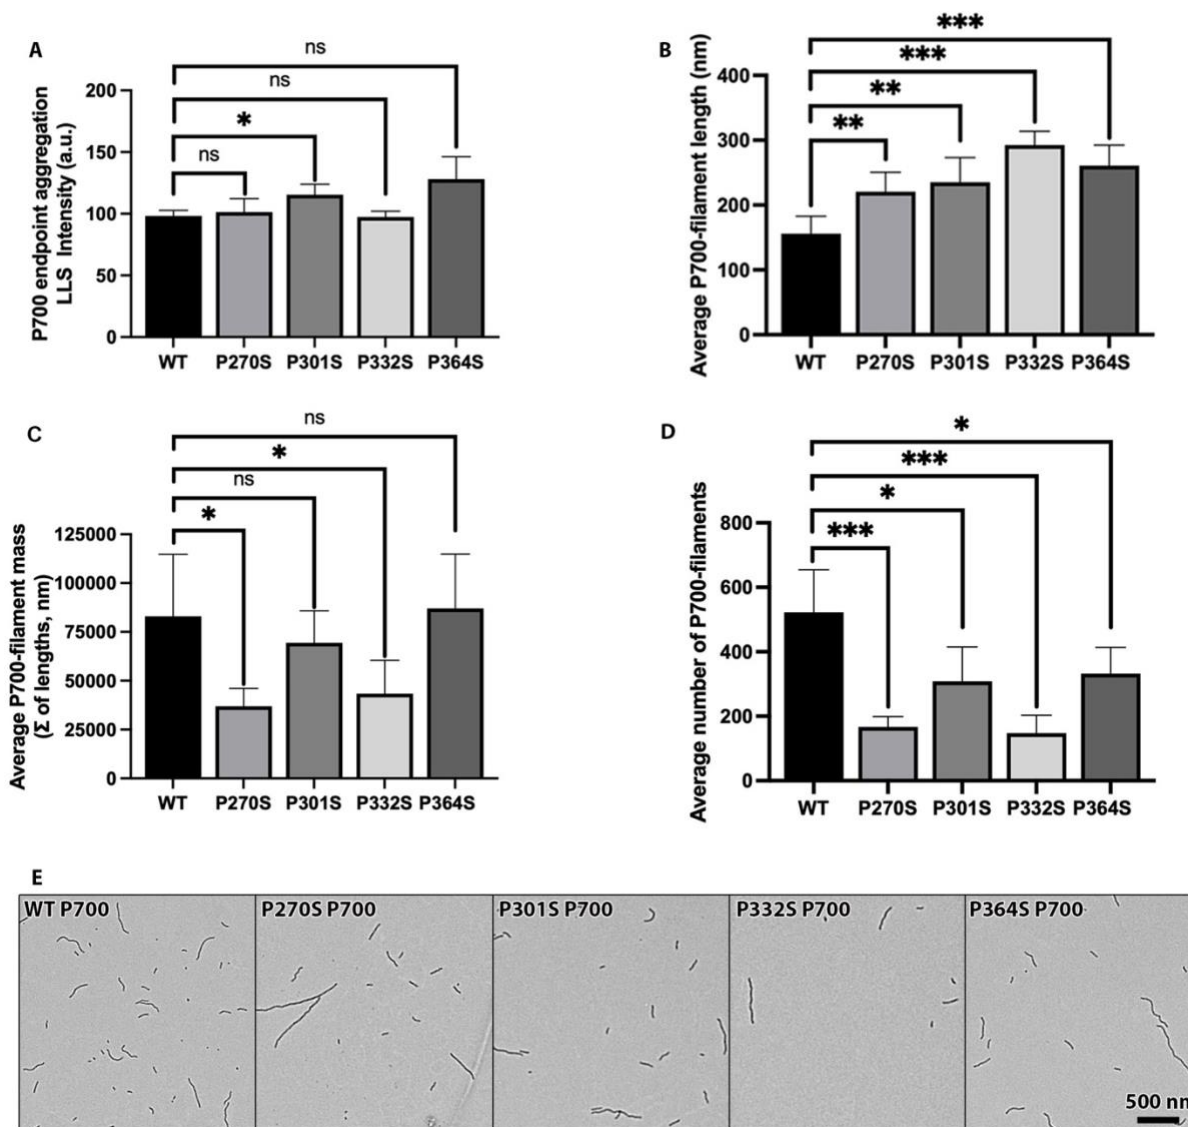 A
P700 endpoint aggregation
LLS Intensity (a.u.)
200
150
100
50
0
ns
ns
*
ns
WT
P270S
P301S
P332S
P364S
B
Average P700-filament length (nm)
400
300
200
100
0
***
***
**
**
WT
P270S
P301S
P332S
P364S
C
Average P700-filament mass
(Σ of lengths, nm)
125000
100000
75000
50000
25000
0
ns
*
ns
*
WT
P270S
P301S
P332S
P364S
D
Average number of P700-filaments
800
600
400
200
0
*
***
*
***
WT
P270S
P301S
P332S
P364S
E
WT P700
P270S P700
P301S P700
P332S P700
P364S P700
500 nm